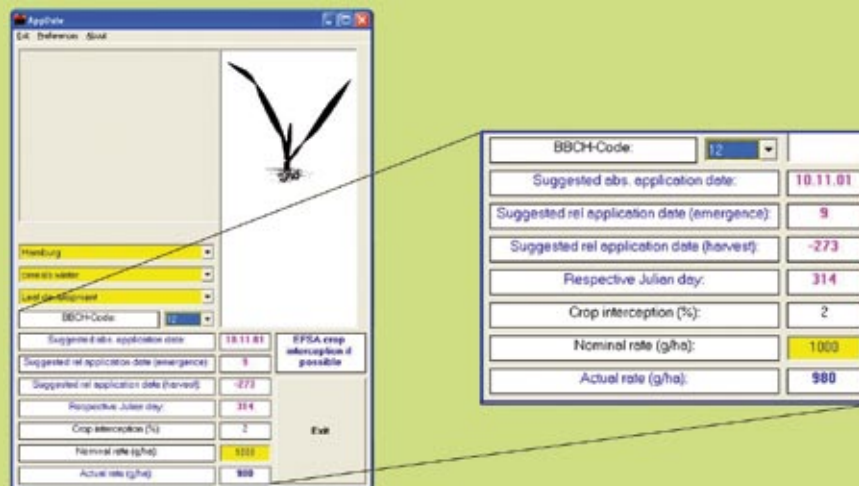 AppDate
Exit Preferences About
Hamburg
cereals winter
Leaf development
BBCH-Code: 12
Suggested abs. application date: 10.11.01
Suggested rel application date (emergence): 9
Suggested rel application date (harvest): -273
Respective Julian day: 314
Crop interception (%): 2
Nominal rate (g/ha): 1000
Actual rate (g/ha): 980
EFSA crop
interception if
possible
Exit
BBCH-Code: 12
Suggested abs. application date: 10.11.01
Suggested rel application date (emergence): 9
Suggested rel application date (harvest): -273
Respective Julian day: 314
Crop interception (%): 2
Nominal rate (g/ha): 1000
Actual rate (g/ha): 980